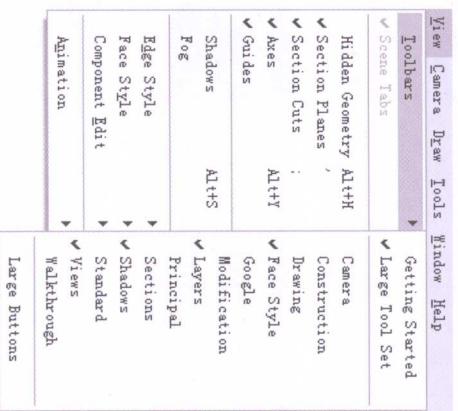 View Camera Draw Tools Window Help
Toolbars
Scene Tabs
Hidden Geometry Alt+H
Section Planes ,
Section Cuts ;
Axes Alt+Y
Guides
Shadows Alt+S
Fog
Edge Style
Face Style
Component Edit
Animation
Getting Started
Large Tool Set
Camera
Construction
Drawing
Face Style
Google
Modification
Layers
Principal
Sections
Shadows
Standard
Views
Walkthrough
Large Buttons